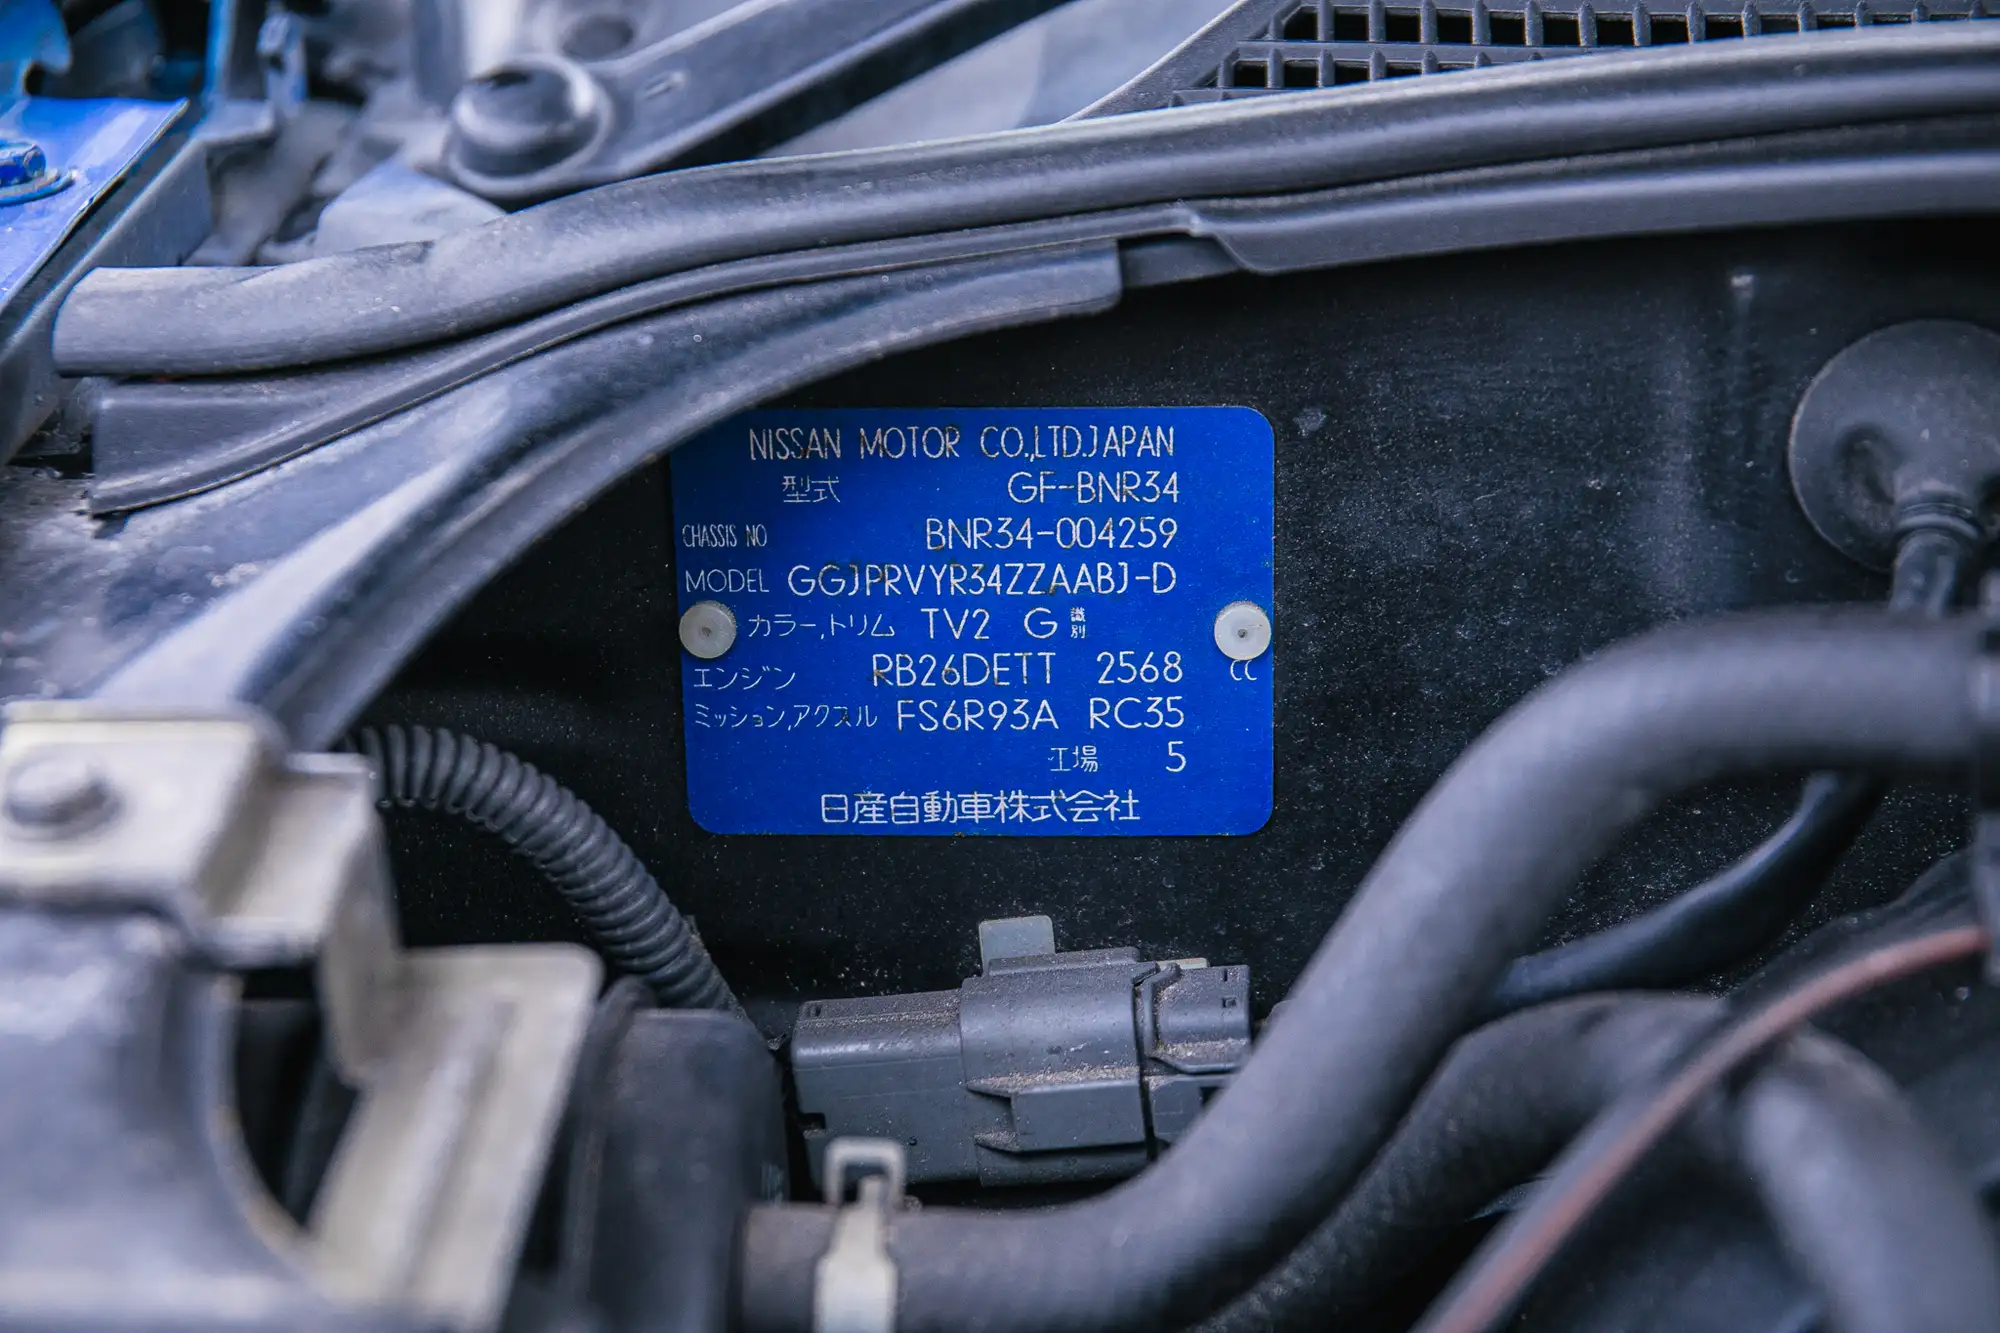 NISSAN MOTOR CO.,LTD.JAPAN
型式 GF-BNR34
CHASSIS NO BNR34-004259
MODEL GGJPRVYR34ZZAABJ-D
カラー,トリム TV2 G 識別
エンジン RB26DETT 2568 cc
ミッション,アクスル FS6R93A RC35
工場 5
日産自動車株式会社